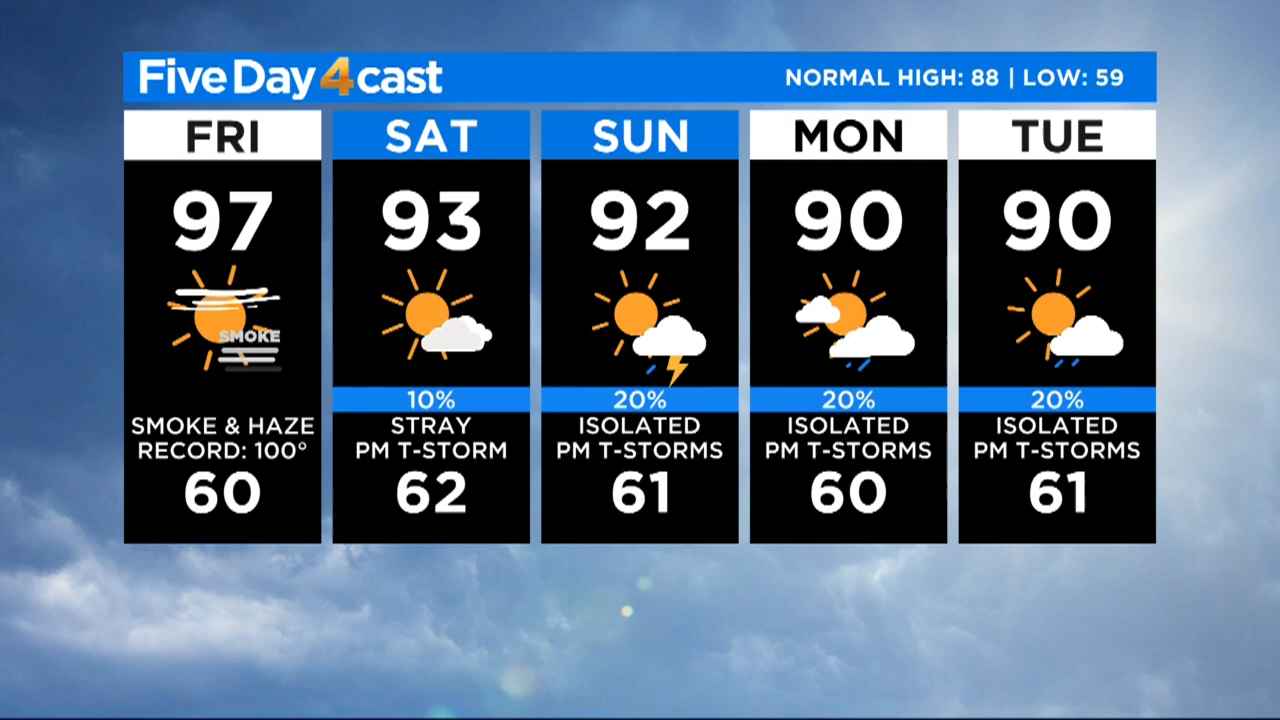 Five Day 4cast
NORMAL HIGH: 88 | LOW: 59
FRI
97
SMOKE
SMOKE & HAZE
RECORD: 100°
60
SAT
93
10%
STRAY
PM T-STORM
62
SUN
92
20%
ISOLATED
PM T-STORMS
61
MON
90
20%
ISOLATED
PM T-STORMS
60
TUE
90
20%
ISOLATED
PM T-STORMS
61